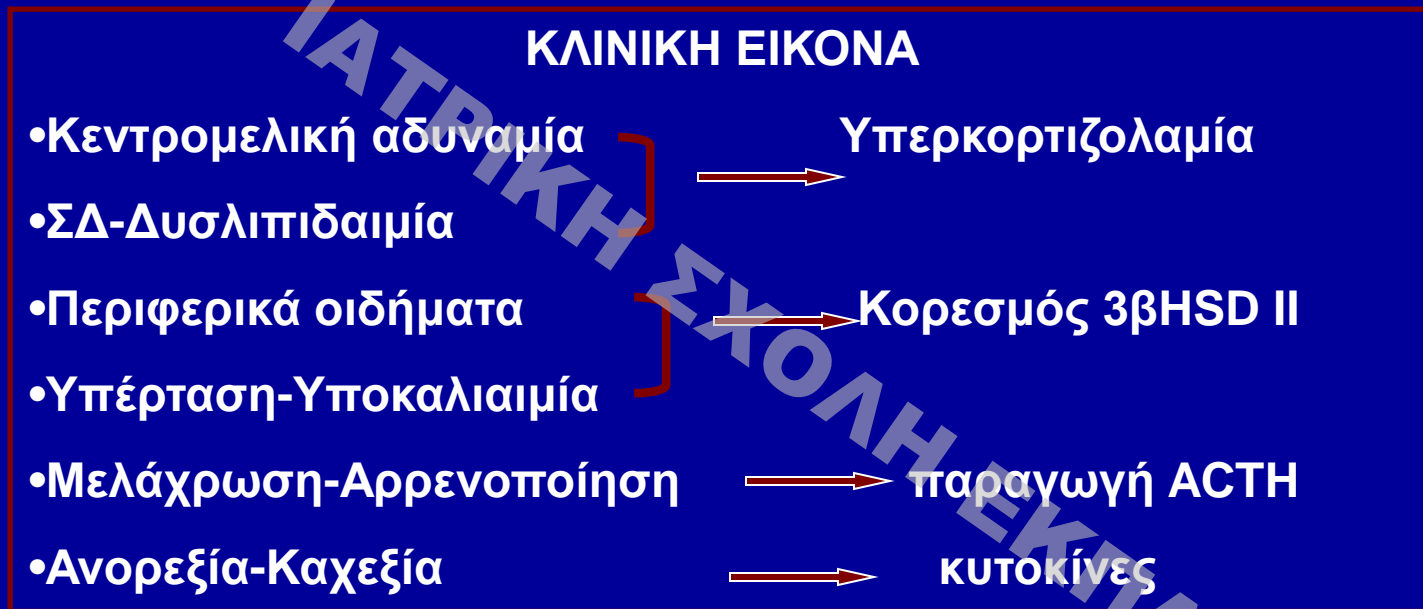 ΚΛΙΝΙΚΗ ΕΙΚΟΝΑ
•Κεντρομελική αδυναμία Υπερκορτιζολαμία
•ΣΔ-Δυσλιπιδαιμία
•Περιφερικά οιδήματα Κορεσμός 3βHSD II
•Υπέρταση-Υποκαλιαιμία
•Μελάχρωση-Αρρενοποίηση παραγωγή ACTH
•Ανορεξία-Καχεξία κυτοκίνες
ΙΑΤΡΙΚΗ ΣΧΟΛΗ